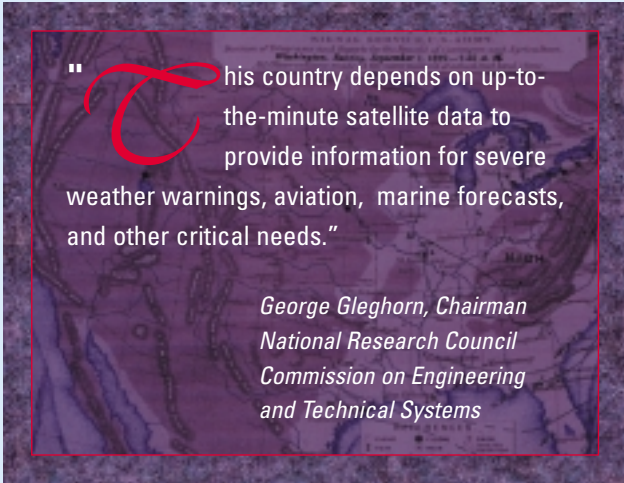 "This country depends on up-to-
the-minute satellite data to
provide information for severe
weather warnings, aviation, marine forecasts,
and other critical needs.”
George Gleghorn, Chairman
National Research Council
Commission on Engineering
and Technical Systems